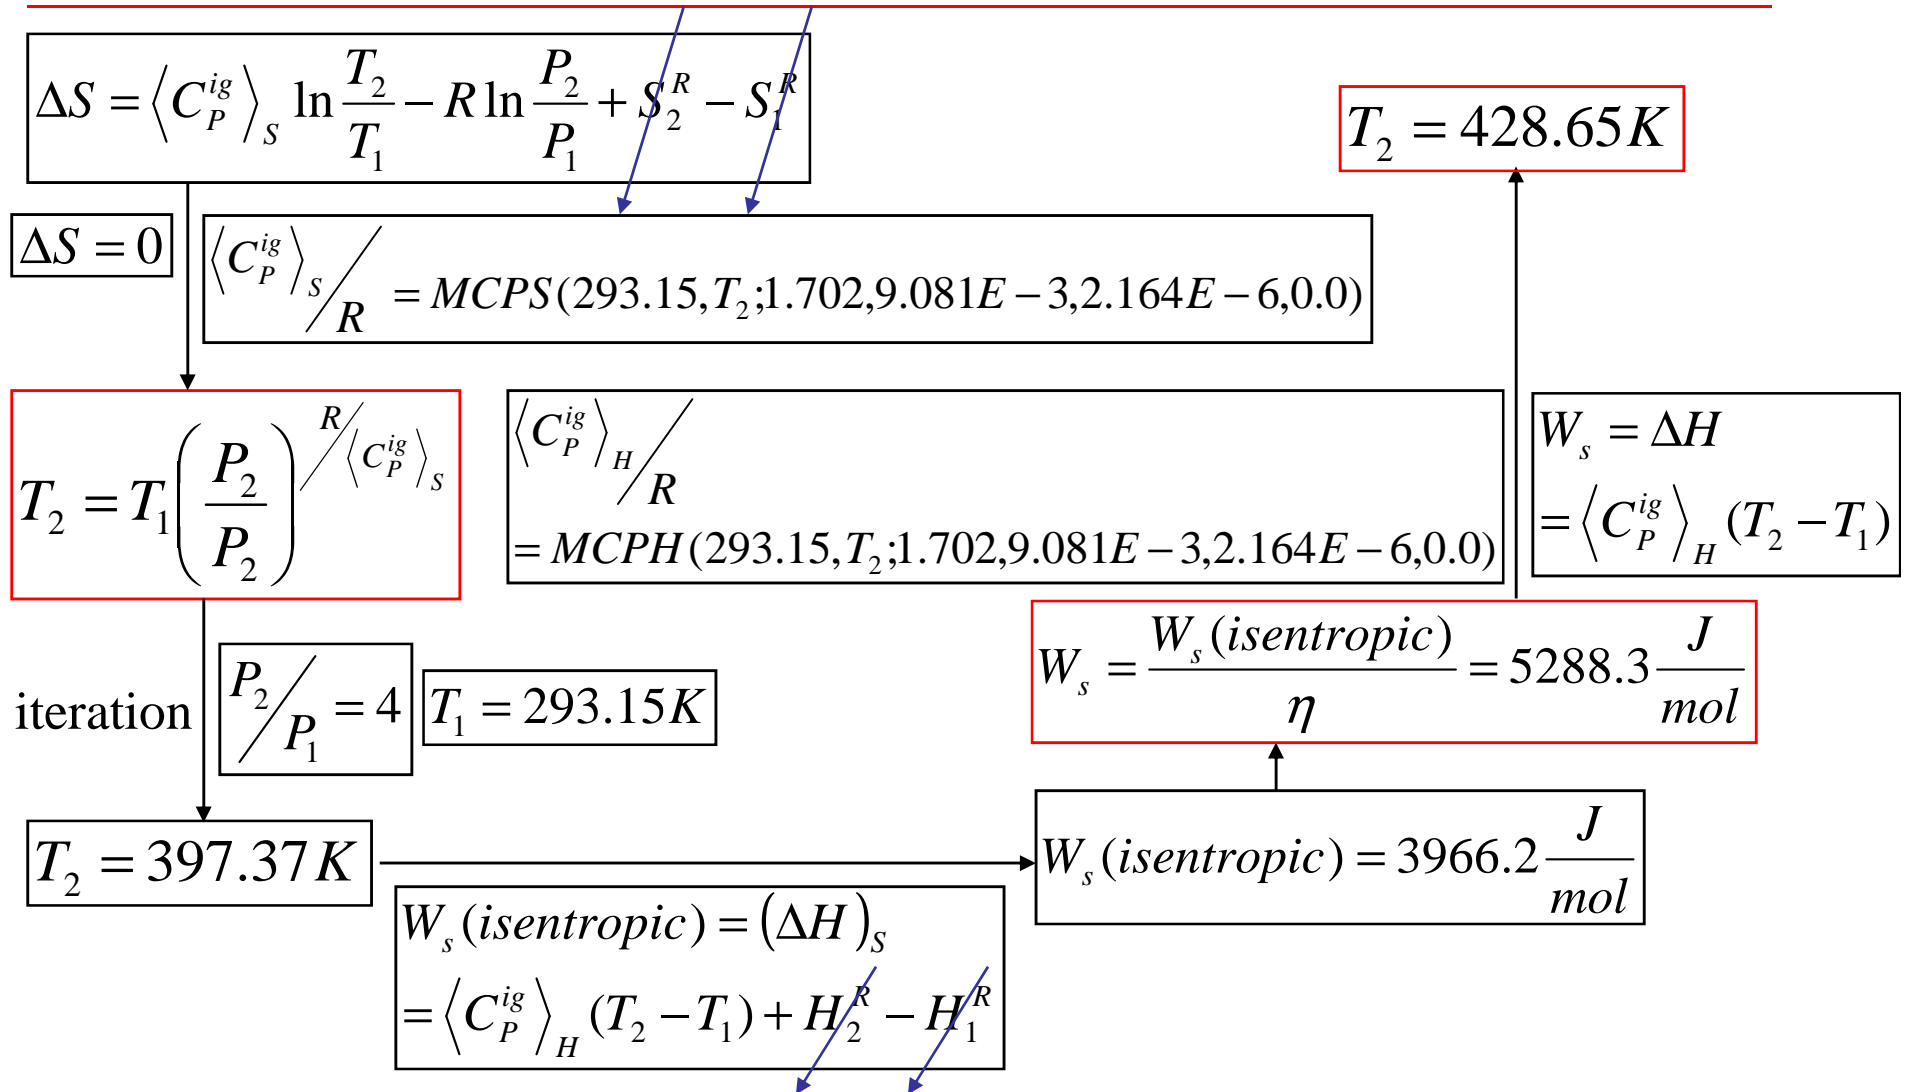 ΔS = ⟨C_P^{ig}⟩_S ln T_2/T_1 − R ln P_2/P_1 + S_2^R − S_1^R
T_2 = 428.65K
ΔS = 0
⟨C_P^{ig}⟩_S / R = MCPS(293.15,T_2;1.702,9.081E−3,2.164E−6,0.0)
T_2 = T_1 (P_2/P_2)^{R/⟨C_P^{ig}⟩_S}
⟨C_P^{ig}⟩_H / R
= MCPH(293.15,T_2;1.702,9.081E−3,2.164E−6,0.0)
W_s = ΔH
= ⟨C_P^{ig}⟩_H (T_2 − T_1)
iteration
P_2/P_1 = 4
T_1 = 293.15K
W_s = W_s(isentropic)/η = 5288.3 J/mol
T_2 = 397.37K
W_s(isentropic) = 3966.2 J/mol
W_s(isentropic) = (ΔH)_S
= ⟨C_P^{ig}⟩_H (T_2 − T_1) + H_2^R − H_1^R